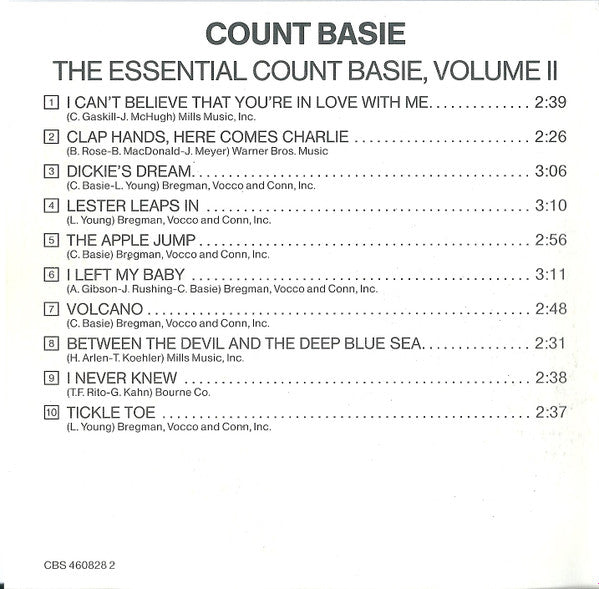 COUNT BASIE
THE ESSENTIAL COUNT BASIE, VOLUME II
1 I CAN'T BELIEVE THAT YOU'RE IN LOVE WITH ME............. 2:39
(C. Gaskill-J. McHugh) Mills Music, Inc.
2 CLAP HANDS, HERE COMES CHARLIE ...................... 2:26
(B. Rose-B. MacDonald-J. Meyer) Warner Bros. Music
3 DICKIE'S DREAM.......................................... 3:06
(C. Basie-L. Young) Bregman, Vocco and Conn, Inc.
4 LESTER LEAPS IN ........................................ 3:10
(L. Young) Bregman, Vocco and Conn, Inc.
5 THE APPLE JUMP......................................... 2:56
(C. Basie) Bregman, Vocco and Conn, Inc.
6 I LEFT MY BABY .......................................... 3:11
(A. Gibson-J. Rushing-C. Basie) Bregman, Vocco and Conn, Inc.
7 VOLCANO ................................................ 2:48
(C. Basie) Bregman, Vocco and Conn, Inc.
8 BETWEEN THE DEVIL AND THE DEEP BLUE SEA.............. 2:31
(H. Arlen-T. Koehler) Mills Music, Inc.
9 I NEVER KNEW ........................................... 2:38
(T.F. Rito-G. Kahn) Bourne Co.
10 TICKLE TOE .............................................. 2:37
(L. Young) Bregman, Vocco and Conn, Inc.
CBS 460828 2